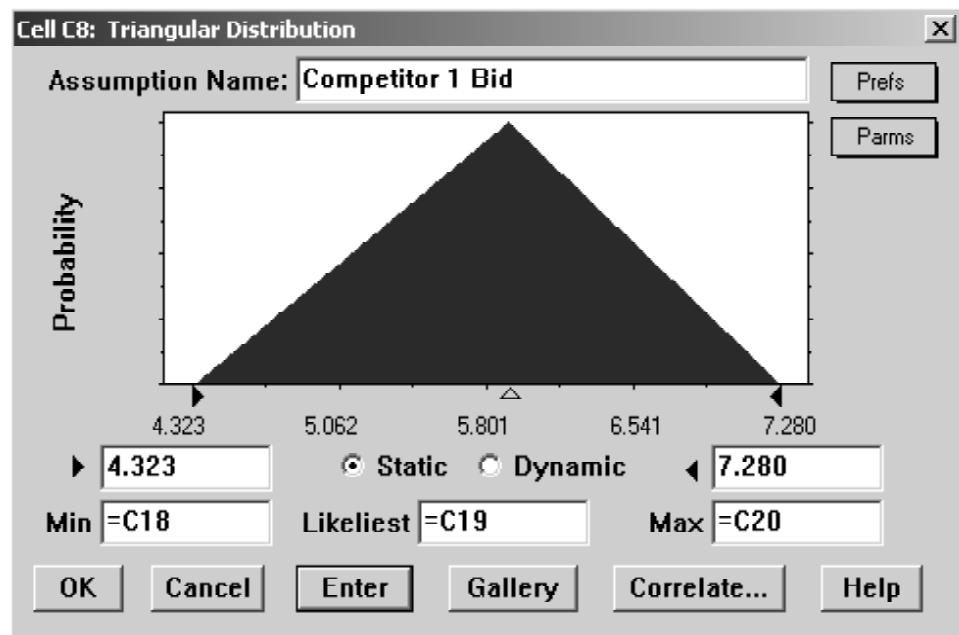 Cell C8: Triangular Distribution
Assumption Name: Competitor 1 Bid
Prefs
Parms
Probability
4.323 5.062 5.801 6.541 7.280
4.323 Static Dynamic 7.280
Min =C18 Likeliest =C19 Max =C20
OK Cancel Enter Gallery Correlate... Help